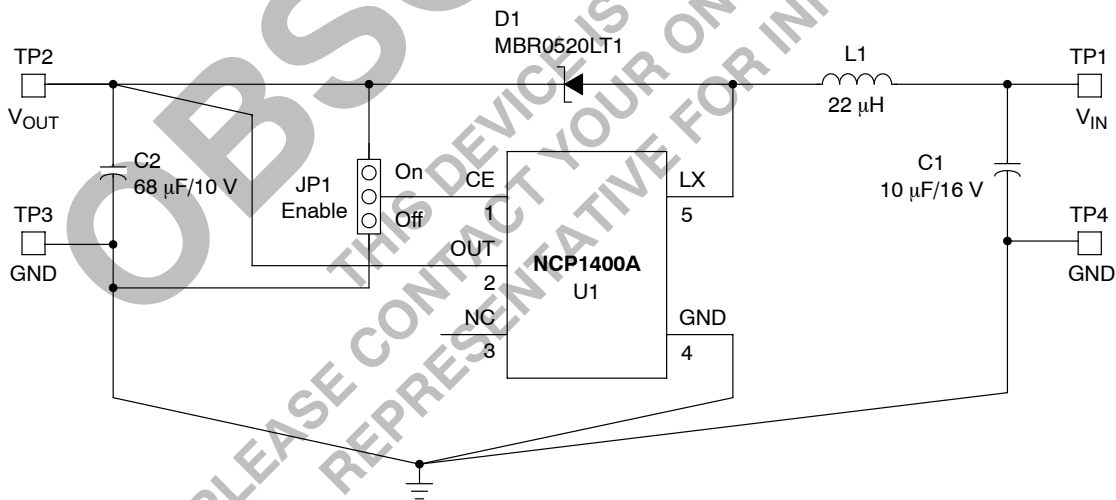 D1
MBR0520LT1
TP2
VOUT
C2
68 μF/10 V
TP3
GND
JP1
Enable
On
Off
CE
1
OUT
2
NC
3
NCP1400A
U1
LX
5
GND
4
L1
22 μH
C1
10 μF/16 V
TP1
VIN
TP4
GND
THIS DEVICE IS
PLEASE CONTACT YOUR ON
REPRESENTATIVE FOR